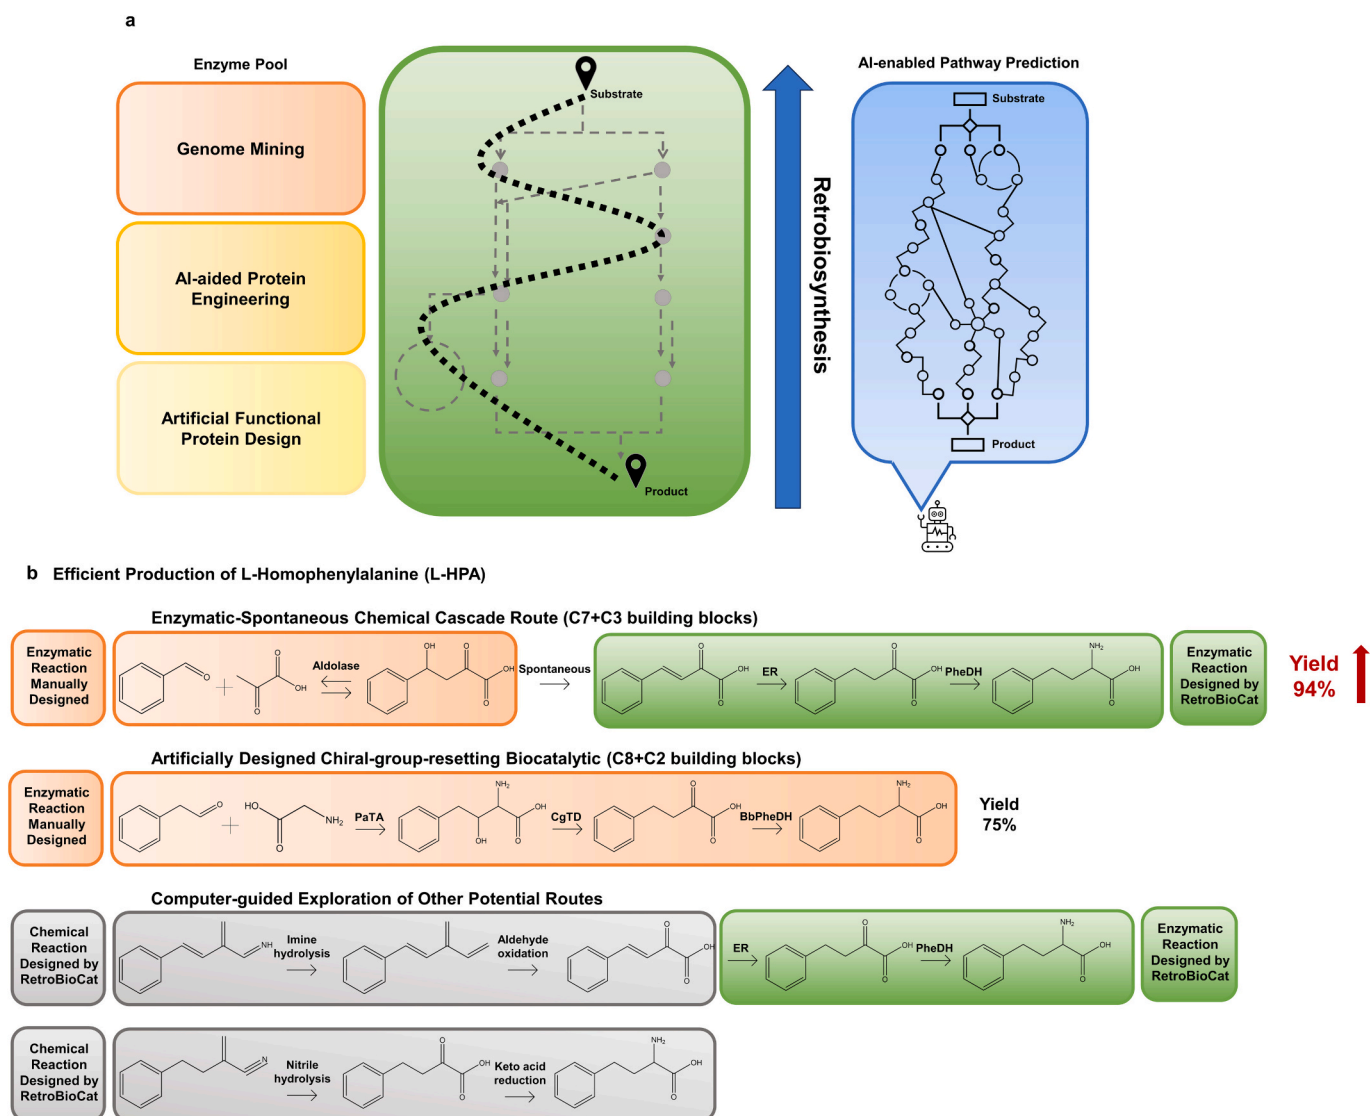 a
Enzyme Pool
AI-enabled Pathway Prediction
Genome Mining
AI-aided Protein
Engineering
Artificial Functional
Protein Design
Substrate
Product
Retrobiosynthesis
Substrate
Product
b Efficient Production of L-Homophenylalanine (L-HPA)
Enzymatic-Spontaneous Chemical Cascade Route (C7+C3 building blocks)
Enzymatic
Reaction
Manually
Designed
O
+
O
OH
O
Aldolase
OH
O
OH
O
Spontaneous
O
OH
O
ER
O
OH
O
PheDH
NH₂
OH
O
Enzymatic
Reaction
Designed by
RetroBioCat
Yield
94%
Artificially Designed Chiral-group-resetting Biocatalytic (C8+C2 building blocks)
Enzymatic
Reaction
Manually
Designed
O
+
HO
NH₂
O
PaTA
NH₂
OH
OH
O
CgTD
O
OH
O
BbPheDH
NH₂
OH
O
Yield
75%
Computer-guided Exploration of Other Potential Routes
Chemical
Reaction
Designed by
RetroBioCat
NH
Imine
hydrolysis
Aldehyde
oxidation
O
OH
O
ER
O
OH
O
PheDH
NH₂
OH
O
Enzymatic
Reaction
Designed by
RetroBioCat
Chemical
Reaction
Designed by
RetroBioCat
N
Nitrile
hydrolysis
O
OH
O
Keto acid
reduction
NH₂
OH
O